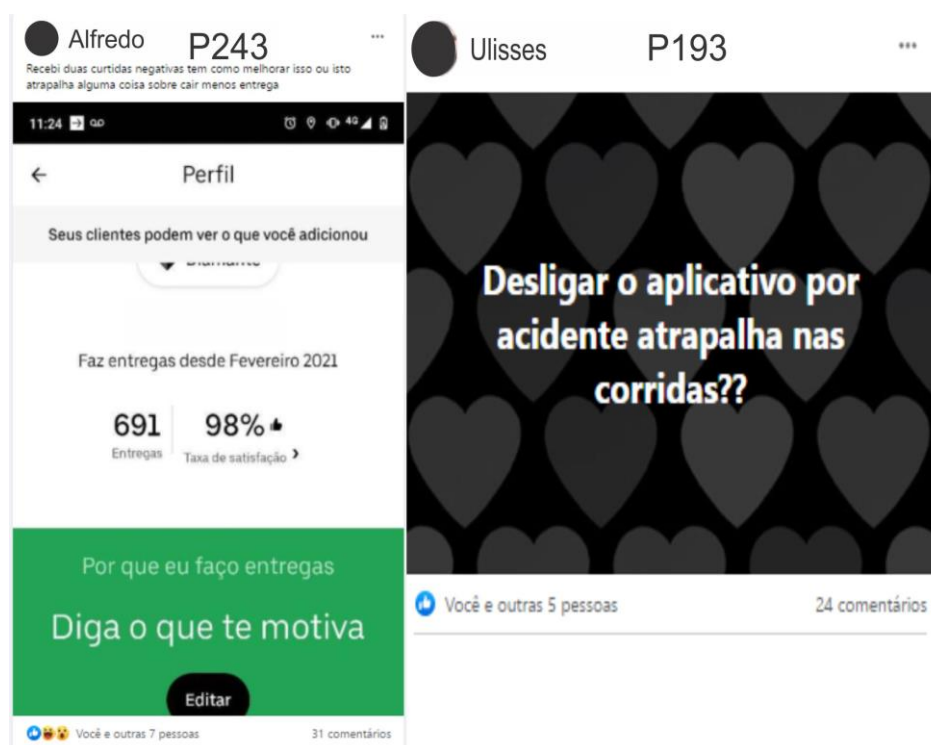 Alfredo P243
Recebi duas curtidas negativas tem como melhorar isso ou isto
atrapalha alguma coisa sobre cair menos entrega
11:24 4G
Perfil
Seus clientes podem ver o que você adicionou
Diamante
Faz entregas desde Fevereiro 2021
691 98%
Entregas Taxa de satisfação
Por que eu faço entregas
Diga o que te motiva
Editar
Você e outras 7 pessoas 31 comentários
Ulisses P193
Desligar o aplicativo por
acidente atrapalha nas
corridas??
Você e outras 5 pessoas 24 comentários